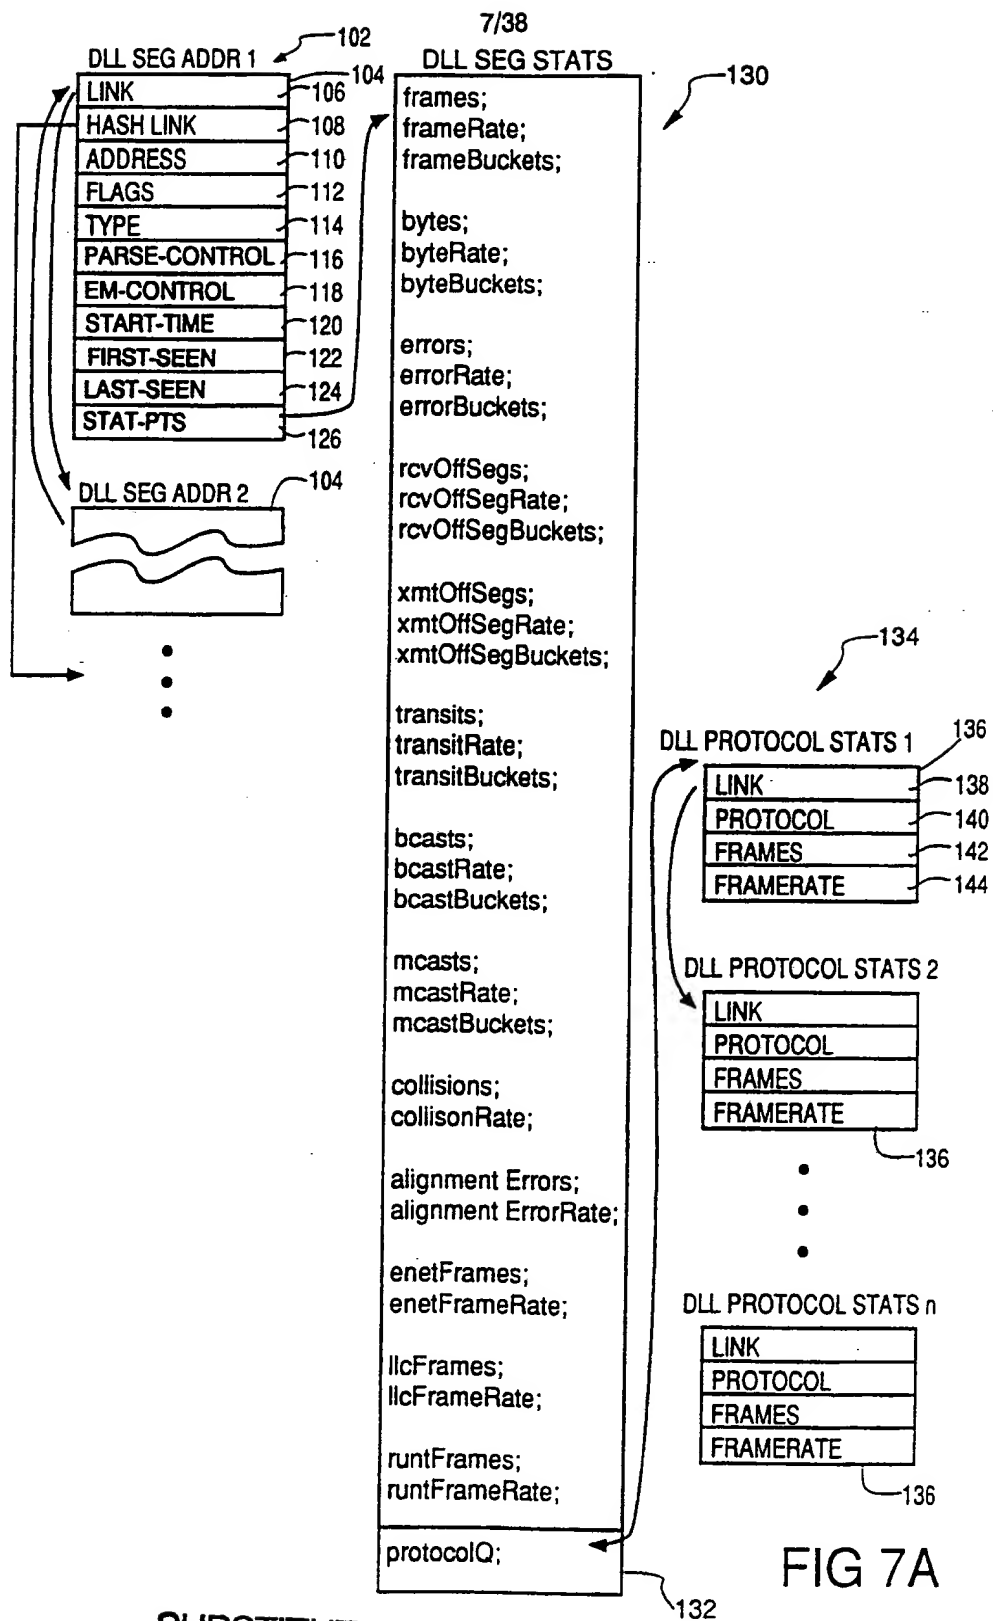 7/38
DLL SEG ADDR 1
102
104
LINK 106
HASH LINK 108
ADDRESS 110
FLAGS 112
TYPE 114
PARSE-CONTROL 116
EM-CONTROL 118
START-TIME 120
FIRST-SEEN 122
LAST-SEEN 124
STAT-PTS 126
DLL SEG ADDR 2
104
DLL SEG STATS
130
frames;
frameRate;
frameBuckets;
bytes;
byteRate;
byteBuckets;
errors;
errorRate;
errorBuckets;
rcvOffSegs;
rcvOffSegRate;
rcvOffSegBuckets;
xmtOffSegs;
xmtOffSegRate;
xmtOffSegBuckets;
transits;
transitRate;
transitBuckets;
bcasts;
bcastRate;
bcastBuckets;
mcasts;
mcastRate;
mcastBuckets;
collisions;
collisonRate;
alignment Errors;
alignment ErrorRate;
enetFrames;
enetFrameRate;
llcFrames;
llcFrameRate;
runtFrames;
runtFrameRate;
protocolQ;
132
134
DLL PROTOCOL STATS 1
136
LINK 138
PROTOCOL 140
FRAMES 142
FRAMERATE 144
DLL PROTOCOL STATS 2
LINK
PROTOCOL
FRAMES
FRAMERATE
136
DLL PROTOCOL STATS n
LINK
PROTOCOL
FRAMES
FRAMERATE
136
FIG 7A